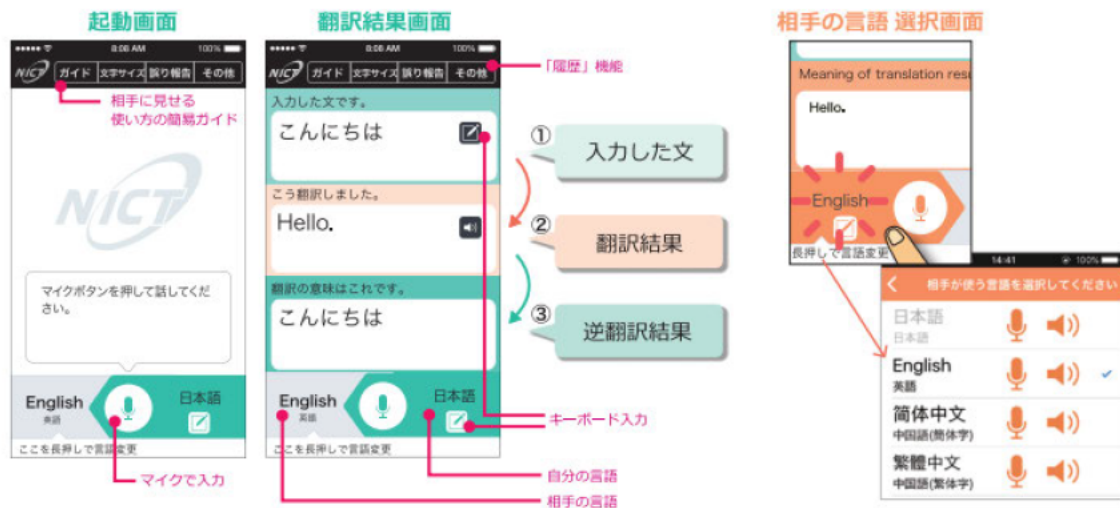 起動画面
8:08 AM
100%
NICT
ガイド
文字サイズ
誤り報告
その他
相手に見せる
使い方の簡易ガイド
NICT
マイクボタンを押して話してくだ
さい。
English
英語
日本語
ここを長押しで言語変更
マイクで入力
翻訳結果画面
8:08 AM
100%
NICT
ガイド
文字サイズ
誤り報告
その他
「履歴」機能
入力した文です。
こんにちは
こう翻訳しました。
Hello.
翻訳の意味はこれです。
こんにちは
English
英語
日本語
ここを長押しで言語変更
① 入力した文
② 翻訳結果
③ 逆翻訳結果
キーボード入力
自分の言語
相手の言語
相手の言語 選択画面
Meaning of translation resu
Hello.
English
長押しで言語変更
14:41
100%
相手が使う言語を選択してください
日本語
日本語
English
英語
简体中文
中国語(簡体字)
繁體中文
中国語(繁体字)